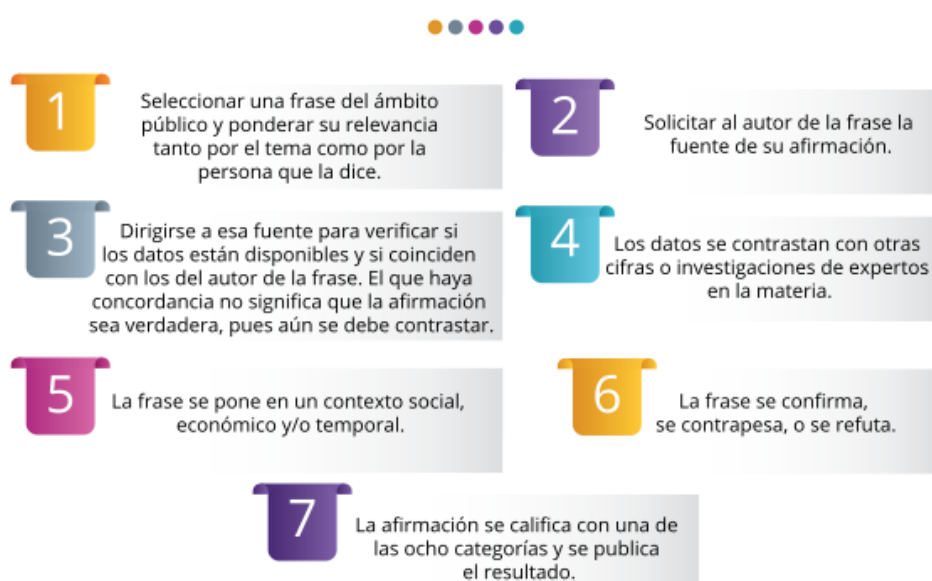 1
Seleccionar una frase del ámbito
público y ponderar su relevancia
tanto por el tema como por la
persona que la dice.
2
Solicitar al autor de la frase la
fuente de su afirmación.
3
Dirigirse a esa fuente para verificar si
los datos están disponibles y si coinciden
con los del autor de la frase. El que haya
concordancia no significa que la afirmación
sea verdadera, pues aún se debe contrastar.
4
Los datos se contrastan con otras
cifras o investigaciones de expertos
en la materia.
5
La frase se pone en un contexto social,
económico y/o temporal.
6
La frase se confirma,
se contrapesa, o se refuta.
7
La afirmación se califica con una de
las ocho categorías y se publica
el resultado.